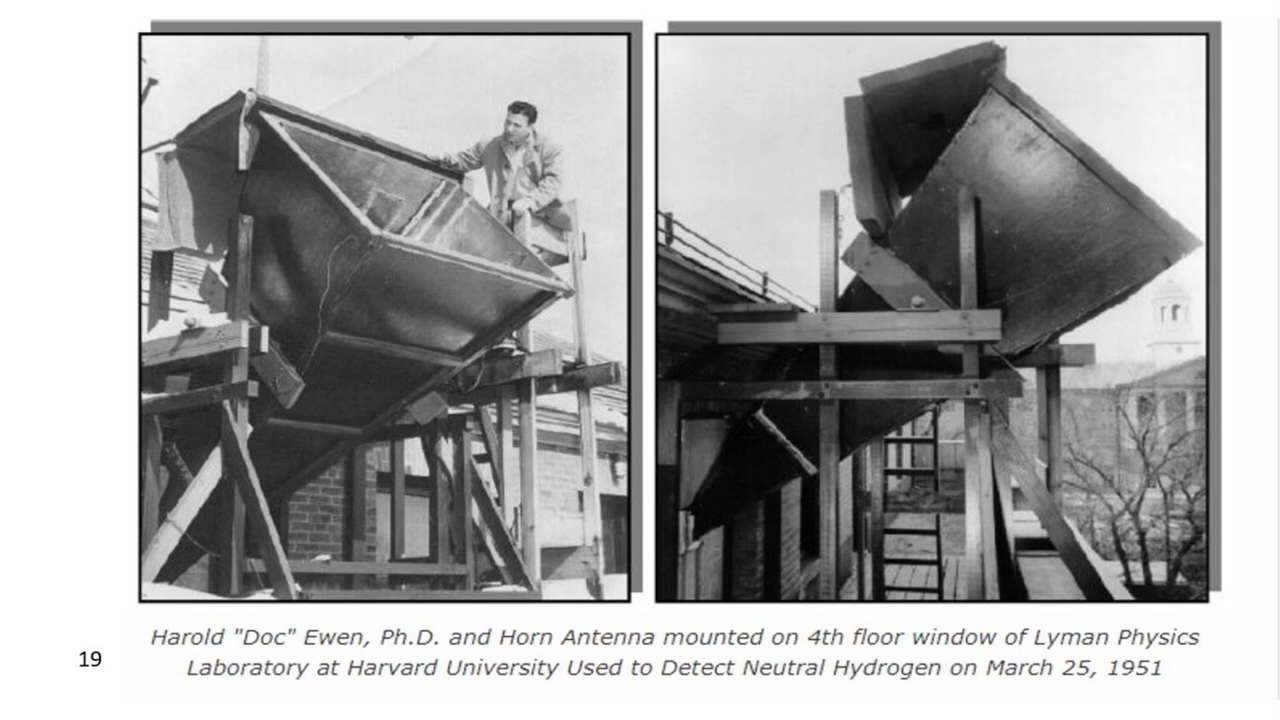 Harold "Doc" Ewen, Ph.D. and Horn Antenna mounted on 4th floor window of Lyman Physics
Laboratory at Harvard University Used to Detect Neutral Hydrogen on March 25, 1951
19